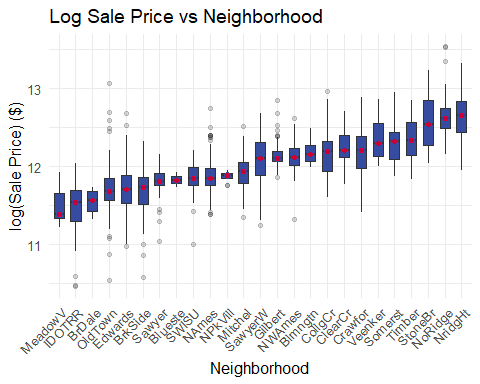 Log Sale Price vs Neighborhood
log(Sale Price) ($)
13
12
11
MeadowV
IDOTRR
BrDale
OldTown
Edwards
BrkSide
Sawyer
Blueste
SWISU
NAmes
NPkVill
Mitchel
SawyerW
Gilbert
NWAmes
Blmngtn
CollgCr
ClearCr
Crawfor
Veenker
Somerst
Timber
StoneBr
NoRidge
NridgHt
Neighborhood